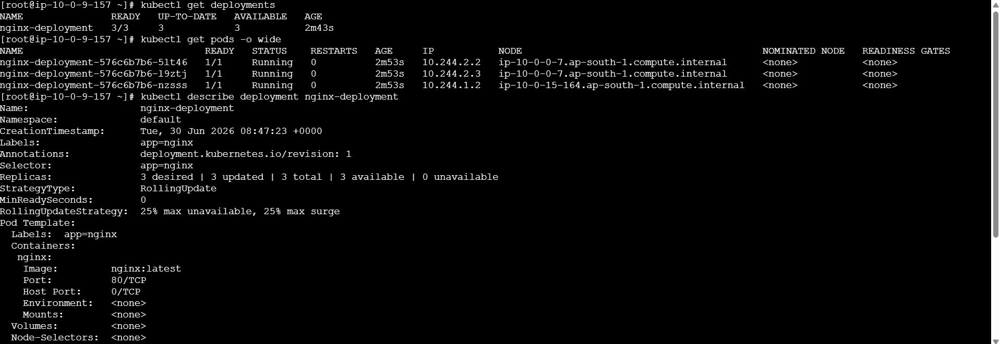 [root@ip-10-0-9-157 ~]# kubectl get deployments
NAME               READY   UP-TO-DATE   AVAILABLE   AGE
nginx-deployment   3/3     3            3           2m43s
[root@ip-10-0-9-157 ~]# kubectl get pods -o wide
NAME                                READY   STATUS    RESTARTS   AGE     IP           NODE                                         NOMINATED NODE   READINESS GATES
nginx-deployment-576c6b7b6-5lt46   1/1     Running   0          2m53s   10.244.2.2   ip-10-0-0-7.ap-south-1.compute.internal      <none>           <none>
nginx-deployment-576c6b7b6-l9ztj   1/1     Running   0          2m53s   10.244.2.3   ip-10-0-0-7.ap-south-1.compute.internal      <none>           <none>
nginx-deployment-576c6b7b6-nzsss   1/1     Running   0          2m53s   10.244.1.2   ip-10-0-15-164.ap-south-1.compute.internal   <none>           <none>
[root@ip-10-0-9-157 ~]# kubectl describe deployment nginx-deployment
Name:                   nginx-deployment
Namespace:              default
CreationTimestamp:      Tue, 30 Jun 2026 08:47:23 +0000
Labels:                 app=nginx
Annotations:            deployment.kubernetes.io/revision: 1
Selector:               app=nginx
Replicas:               3 desired | 3 updated | 3 total | 3 available | 0 unavailable
StrategyType:           RollingUpdate
MinReadySeconds:        0
RollingUpdateStrategy:  25% max unavailable, 25% max surge
Pod Template:
  Labels:  app=nginx
  Containers:
   nginx:
    Image:         nginx:latest
    Port:          80/TCP
    Host Port:     0/TCP
    Environment:   <none>
    Mounts:        <none>
  Volumes:         <none>
  Node-Selectors:  <none>